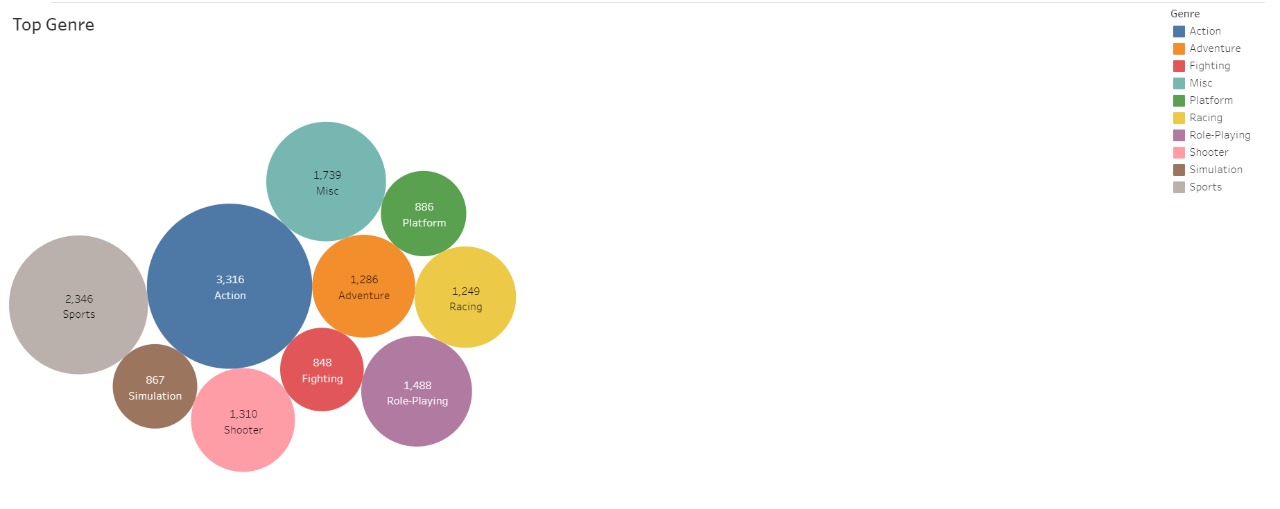 Top Genre
Genre
Action
Adventure
Fighting
Misc
Platform
Racing
Role-Playing
Shooter
Simulation
Sports
1,739
Misc
886
Platform
3,316
Action
1,286
Adventure
1,249
Racing
2,346
Sports
848
Fighting
867
Simulation
1,488
Role-Playing
1,310
Shooter